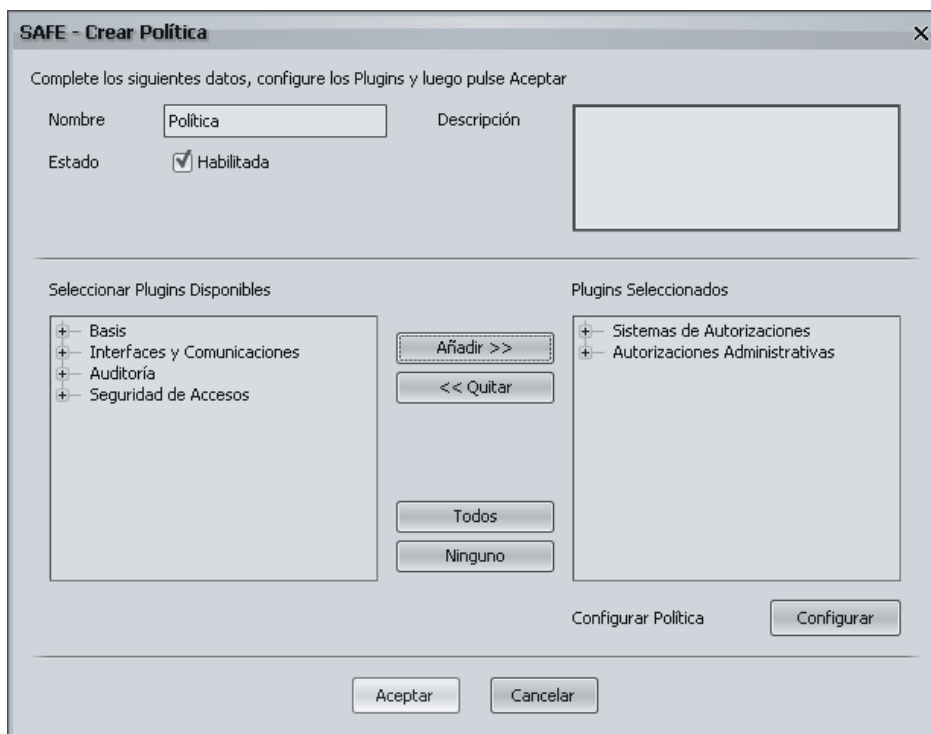 SAFE - Crear Política
Complete los siguientes datos, configure los Plugins y luego pulse Aceptar
Nombre
Política
Descripción
Estado
Habilitada
Seleccionar Plugins Disponibles
Plugins Seleccionados
Basis
Interfaces y Comunicaciones
Auditoría
Seguridad de Accesos
Añadir >>
<< Quitar
Todos
Ninguno
Sistemas de Autorizaciones
Autorizaciones Administrativas
Configurar Política
Configurar
Aceptar
Cancelar